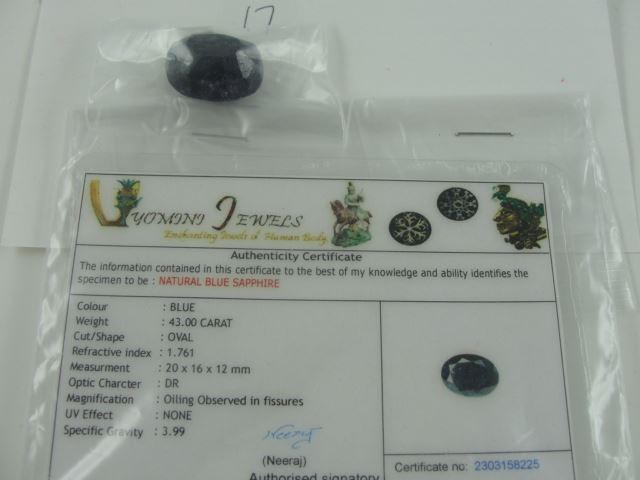 17
VYOMINI JEWELS
Enchanting Jewels of Human Body
Authenticity Certificate
The information contained in this certificate to the best of my knowledge and ability identifies the
specimen to be : NATURAL BLUE SAPPHIRE
Colour : BLUE
Weight : 43.00 CARAT
Cut/Shape : OVAL
Refractive index : 1.761
Measurment : 20 x 16 x 12 mm
Optic Charcter : DR
Magnification : Oiling Observed in fissures
UV Effect : NONE
Specific Gravity : 3.99
Neeraj
(Neeraj)
Authorised signatory
Certificate no: 2303158225